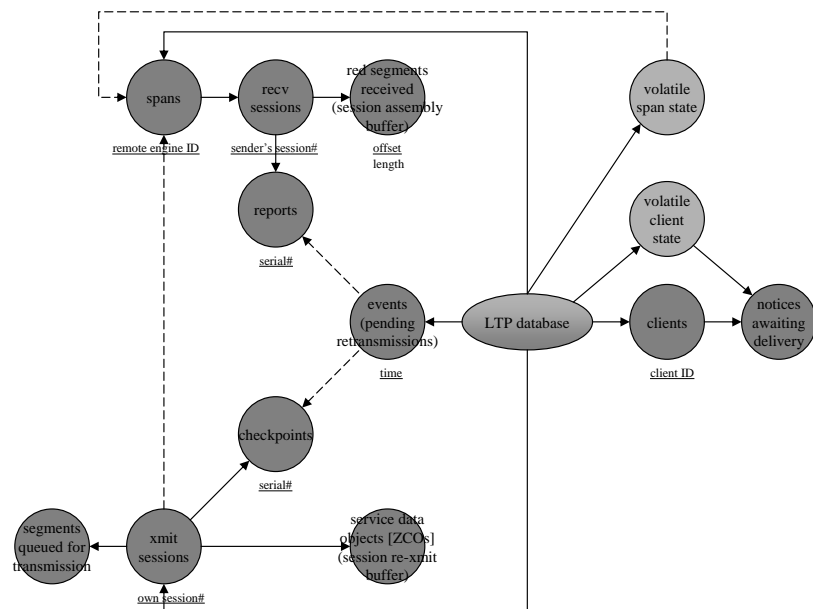 red segments
received
(session assembly
buffer)
spans
recv
sessions
volatile
span state
remote engine ID
sender's session#
offset
length
reports
volatile
client
state
serial#
events
(pending
retransmissions)
LTP database
clients
notices
awaiting
delivery
time
client ID
checkpoints
serial#
segments
queued for
transmission
xmit
sessions
service data
objects [ZCOs]
(session re-xmit
buffer)
own session#